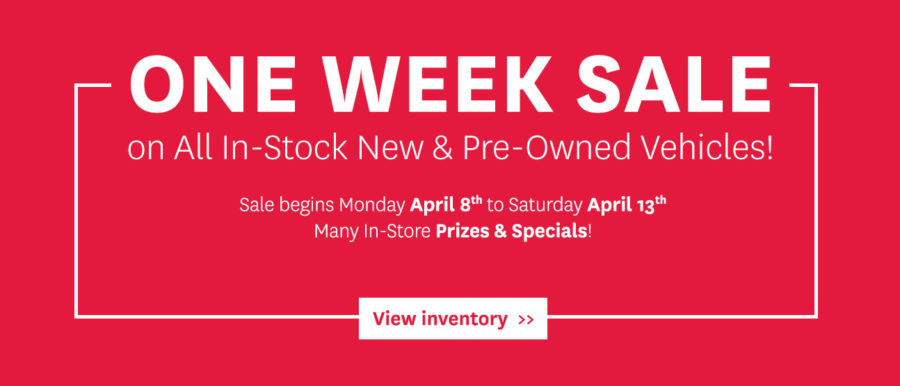 ONE WEEK SALE
on All In-Stock New & Pre-Owned Vehicles!
Sale begins Monday April 8th to Saturday April 13th
Many In-Store Prizes & Specials!
View inventory >>